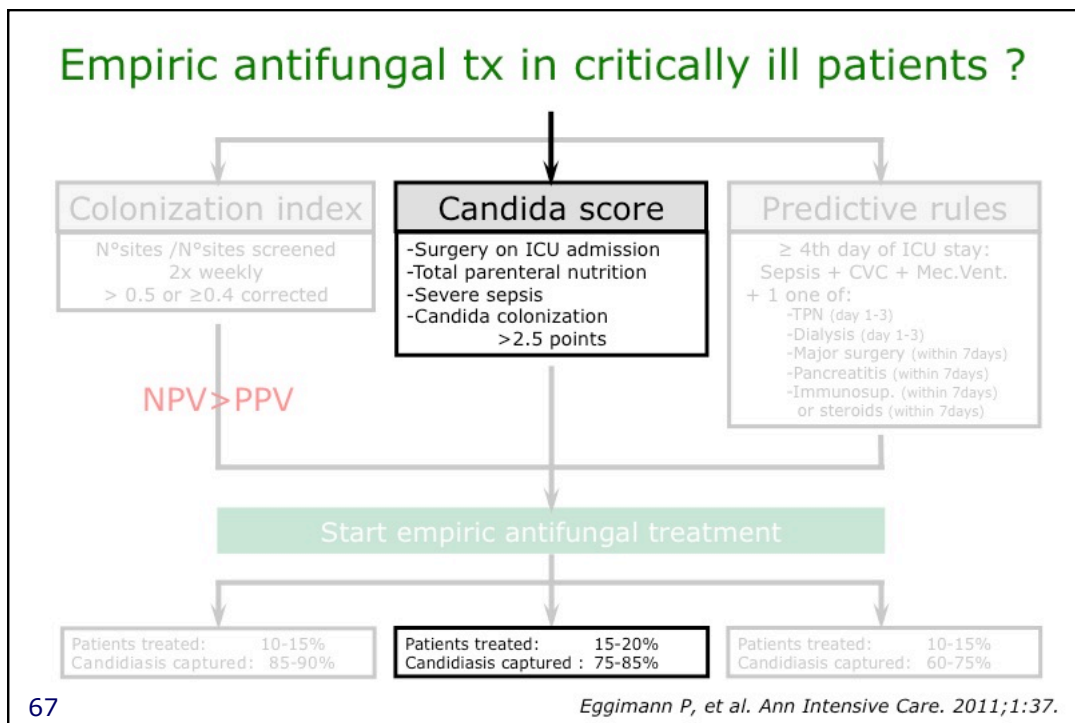 Empiric antifungal tx in critically ill patients ?
Colonization index
N°sites /N°sites screened
2x weekly
> 0.5 or ≥0.4 corrected
NPV>PPV
Candida score
-Surgery on ICU admission
-Total parenteral nutrition
-Severe sepsis
-Candida colonization
>2.5 points
Predictive rules
≥ 4th day of ICU stay:
Sepsis + CVC + Mec.Vent.
+ 1 one of:
-TPN (day 1-3)
-Dialysis (day 1-3)
-Major surgery (within 7days)
-Pancreatitis (within 7days)
-Immunosup. (within 7days)
or steroids (within 7days)
Start empiric antifungal treatment
Patients treated: 10-15%
Candidiasis captured: 85-90%
Patients treated: 15-20%
Candidiasis captured : 75-85%
Patients treated: 10-15%
Candidiasis captured: 60-75%
67
Eggimann P, et al. Ann Intensive Care. 2011;1:37.